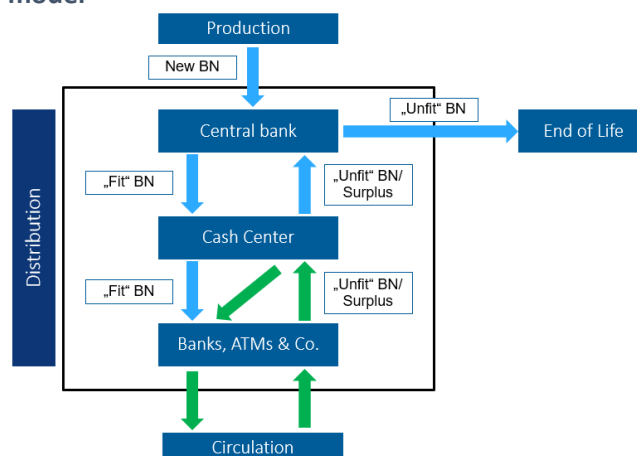 Production
New BN
„Unfit“ BN
Central bank
End of Life
„Fit“ BN
„Unfit“ BN/
Surplus
Distribution
Cash Center
„Fit“ BN
„Unfit“ BN/
Surplus
Banks, ATMs & Co.
Circulation